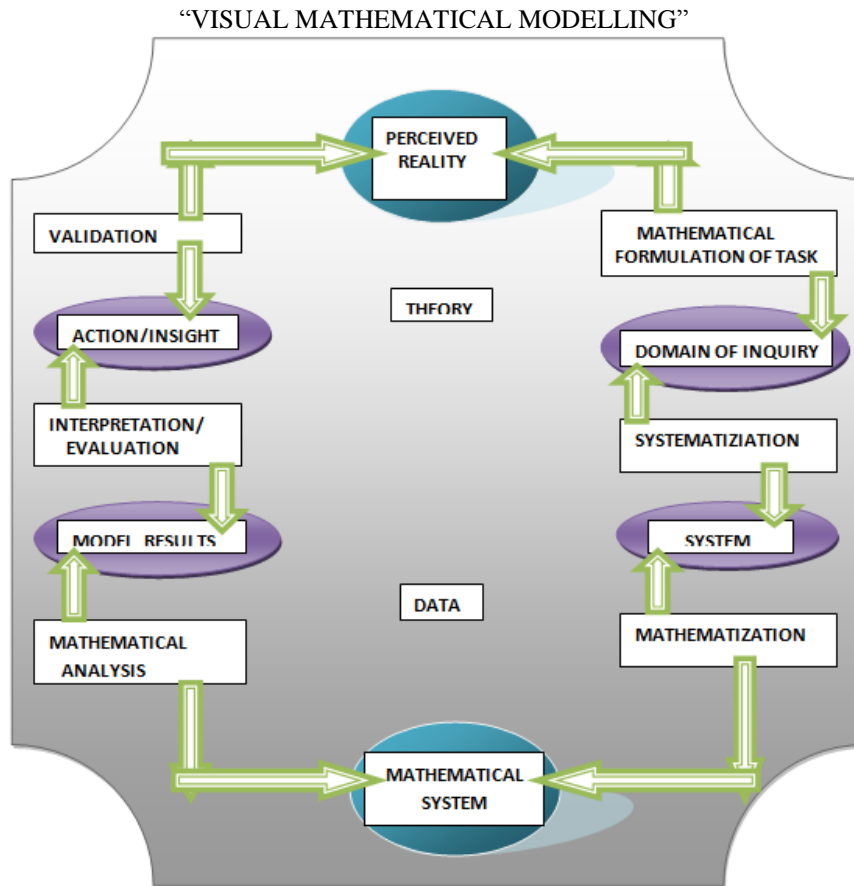 “VISUAL MATHEMATICAL MODELLING”
PERCEIVED
REALITY
VALIDATION
MATHEMATICAL
FORMULATION OF TASK
THEORY
ACTION/INSIGHT
DOMAIN OF INQUIRY
INTERPRETATION/
EVALUATION
SYSTEMATIZIATION
MODEL RESULTS
SYSTEM
DATA
MATHEMATICAL
ANALYSIS
MATHEMATIZATION
MATHEMATICAL
SYSTEM